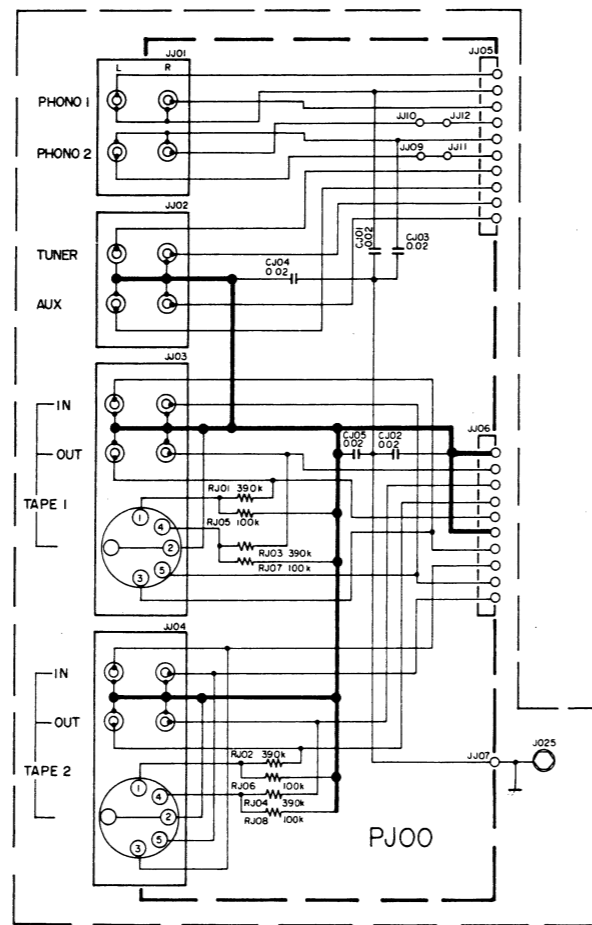 JJ01
JJ05
L R
PHONO 1
JJ10 JJ12
PHONO 2
JJ09 JJ11
JJ02
TUNER
CJ04
0.02
CJ01
0.02
CJ03
0.02
AUX
JJ03
IN
JJ06
CJ05
0.02
CJ02
0.02
OUT
RJ01 390k
TAPE 1
1
4
RJ05 100k
2
RJ03 390k
5
RJ07 100k
3
JJ04
IN
OUT
RJ02 390k
JJ07
J025
TAPE 2
1
4
RJ06 100k
2
RJ04 390k
RJ08 100k
5
3
PJ00